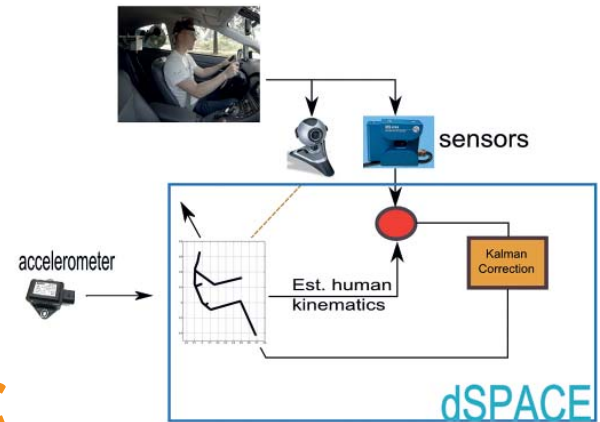 sensors
Kalman
Correction
accelerometer
Est. human
kinematics
dSPACE